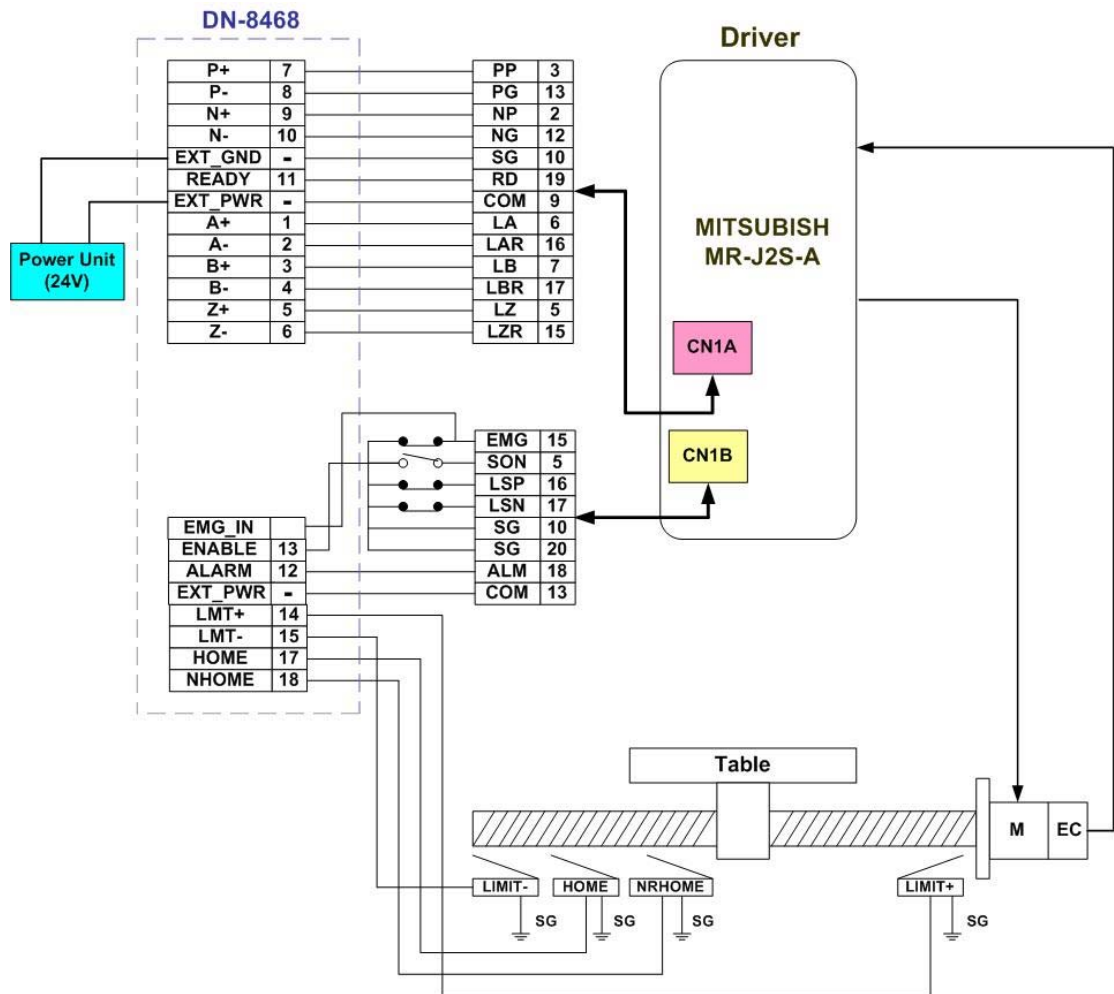 DN-8468
Driver
P+ 7 PP 3
P- 8 PG 13
N+ 9 NP 2
N- 10 NG 12
EXT_GND - SG 10
READY 11 RD 19
EXT_PWR - COM 9
A+ 1 LA 6
A- 2 LAR 16
B+ 3 LB 7
B- 4 LBR 17
Z+ 5 LZ 5
Z- 6 LZR 15
Power Unit
(24V)
MITSUBISH
MR-J2S-A
CN1A
CN1B
EMG 15
SON 5
LSP 16
LSN 17
SG 10
SG 20
ALM 18
COM 13
EMG_IN
ENABLE 13
ALARM 12
EXT_PWR -
LMT+ 14
LMT- 15
HOME 17
NHOME 18
Table
M EC
LIMIT- HOME NRHOME LIMIT+
SG SG SG SG